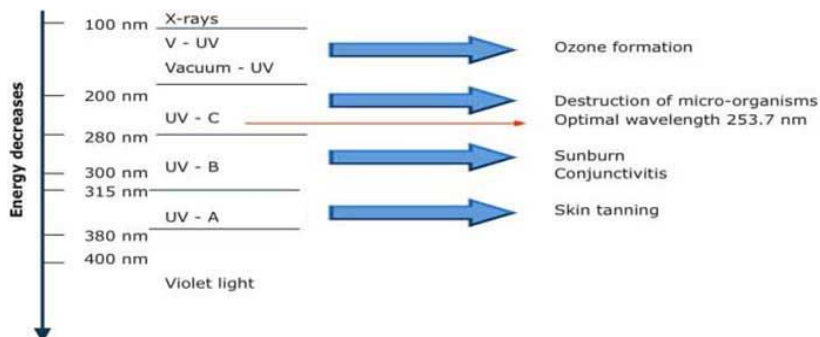 Energy decreases
100 nm
X-rays
V - UV
Vacuum - UV
Ozone formation
200 nm
UV - C
Destruction of micro-organisms
Optimal wavelength 253.7 nm
280 nm
UV - B
Sunburn
Conjunctivitis
300 nm
315 nm
UV - A
Skin tanning
380 nm
400 nm
Violet light